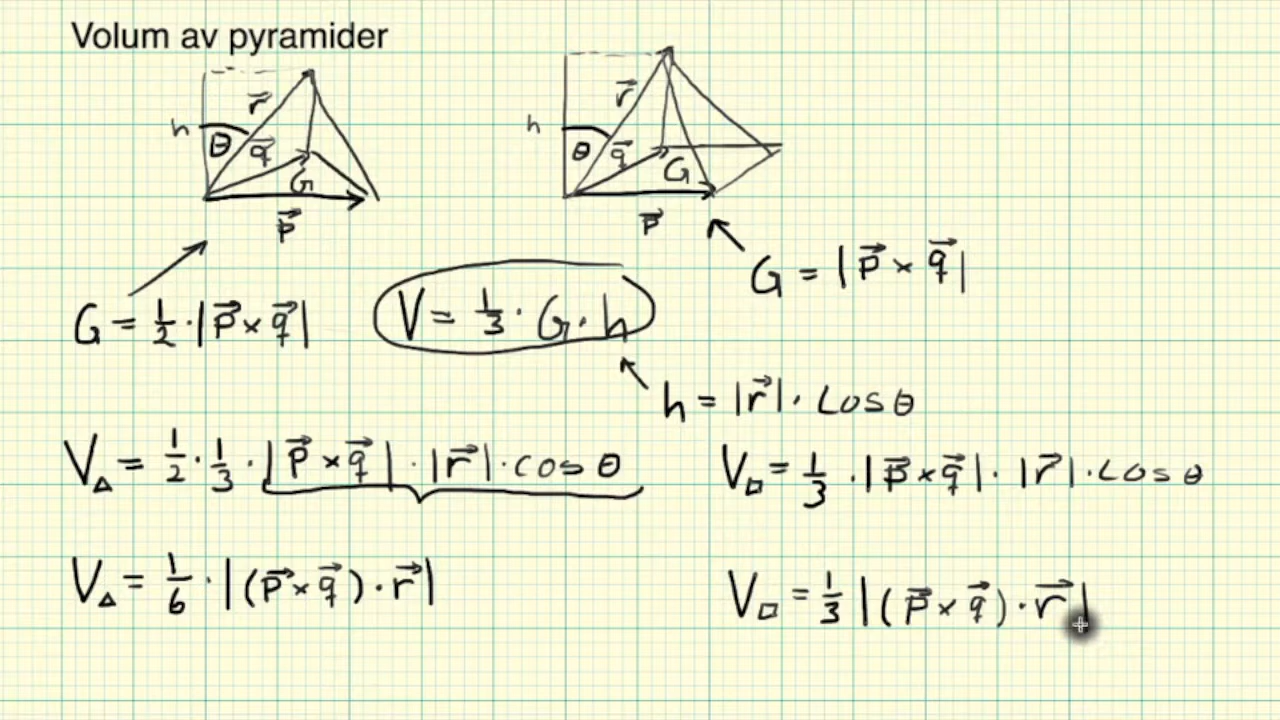 Volum av pyramider
h θ r⃗ q⃗ G p⃗
h θ r⃗ q⃗ G p⃗
G = |p⃗ × q⃗|
G = 1/2 · |p⃗ × q⃗|
V = 1/3 · G · h
h = |r⃗| · cos θ
V△ = 1/2 · 1/3 · |p⃗ × q⃗| · |r⃗| · cos θ
V□ = 1/3 · |p⃗ × q⃗| · |r⃗| · cos θ
V△ = 1/6 · |(p⃗ × q⃗) · r⃗|
V□ = 1/3 |(p⃗ × q⃗) · r⃗|